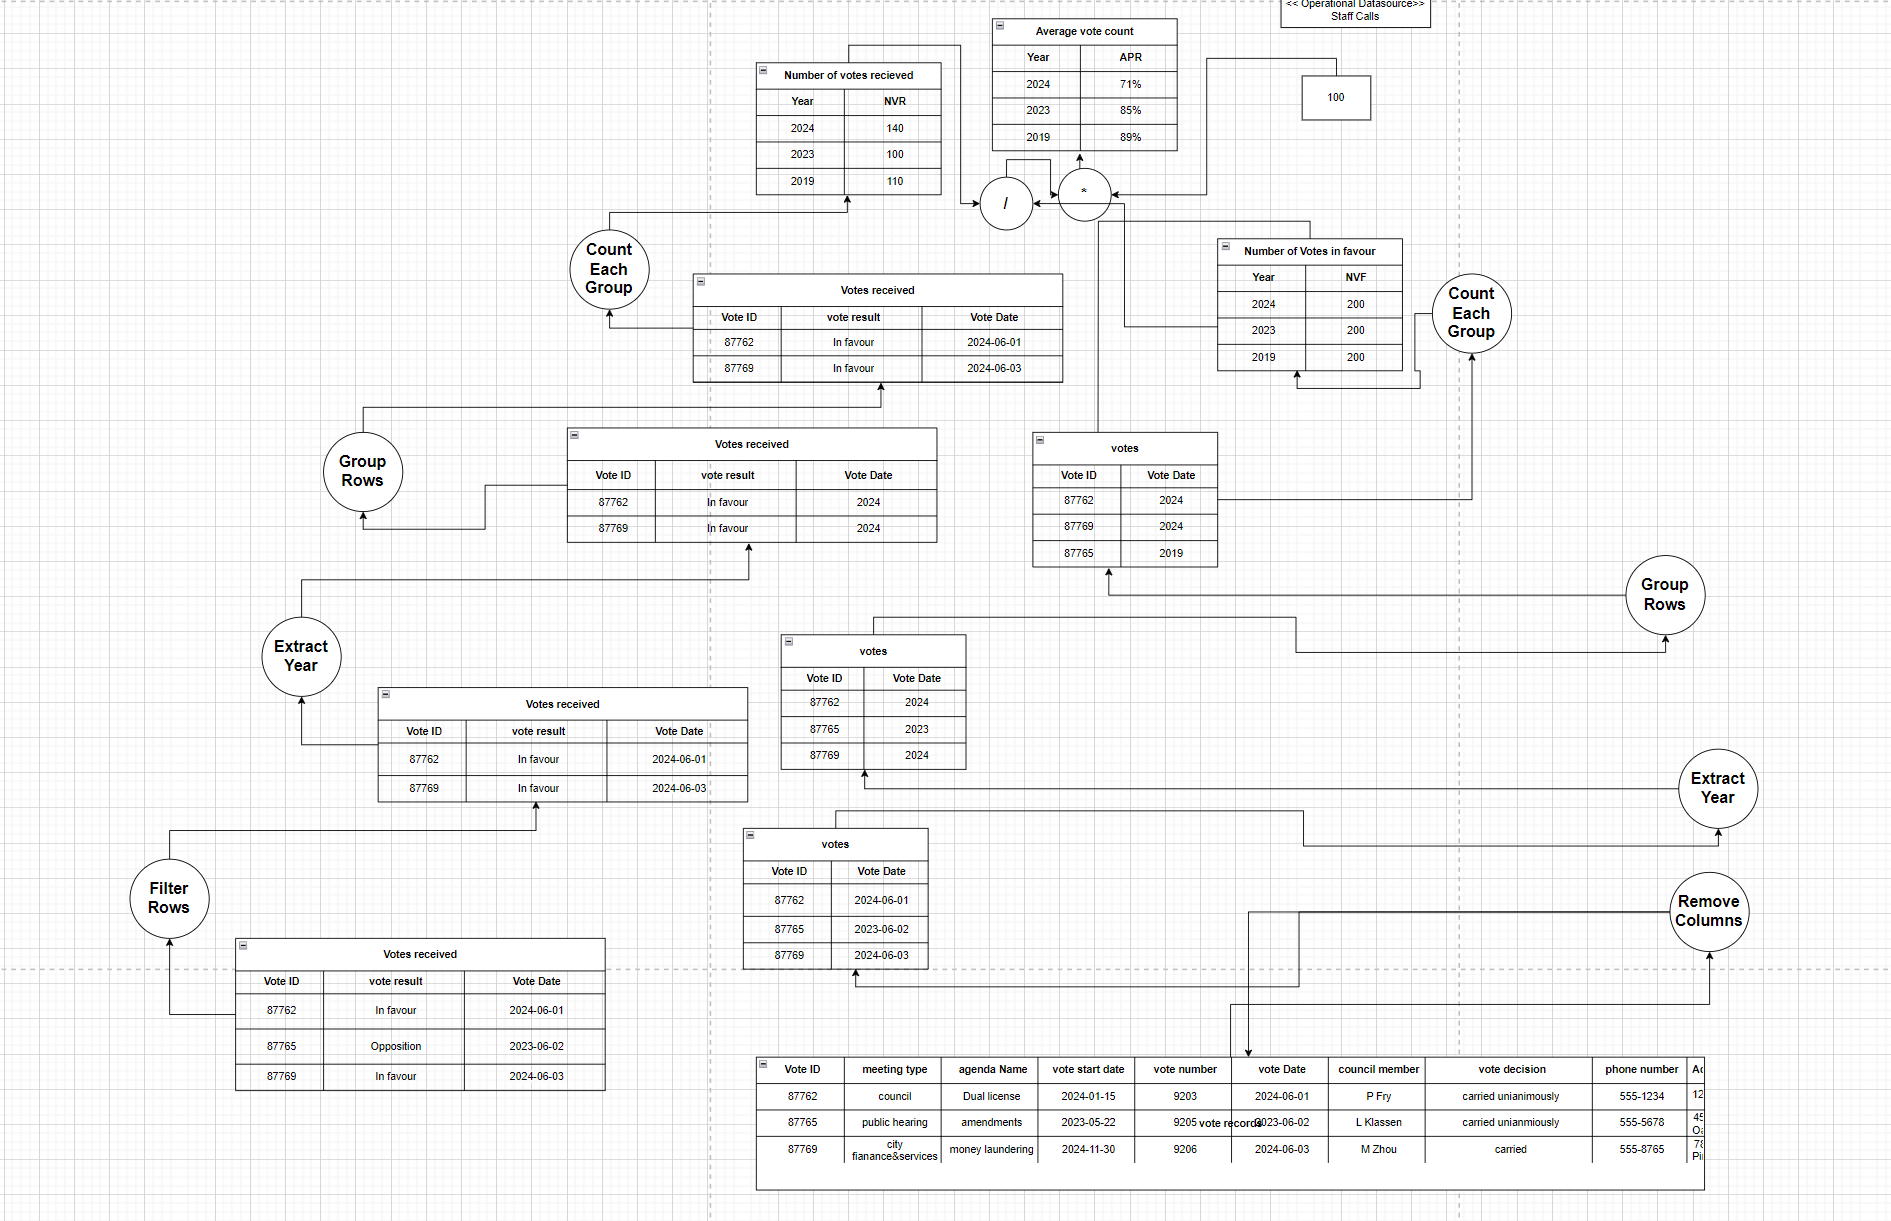 << Operational Datasource>>
Staff Calls
Average vote count
Year APR
2024 71%
2023 85%
2019 89%
100
Number of votes recieved
Year NVR
2024 140
2023 100
2019 110
/
*
Count
Each
Group
Number of Votes in favour
Year NVF
2024 200
2023 200
2019 200
Count
Each
Group
Votes received
Vote ID vote result Vote Date
87762 In favour 2024-06-01
87769 In favour 2024-06-03
Group
Rows
Votes received
Vote ID vote result Vote Date
87762 In favour 2024
87769 In favour 2024
votes
Vote ID Vote Date
87762 2024
87769 2024
87765 2019
Group
Rows
Extract
Year
votes
Vote ID Vote Date
87762 2024
87765 2023
87769 2024
Votes received
Vote ID vote result Vote Date
87762 In favour 2024-06-01
87769 In favour 2024-06-03
Extract
Year
votes
Vote ID Vote Date
87762 2024-06-01
87765 2023-06-02
87769 2024-06-03
Filter
Rows
Remove
Columns
Votes received
Vote ID vote result Vote Date
87762 In favour 2024-06-01
87765 Opposition 2023-06-02
87769 In favour 2024-06-03
Vote ID meeting type agenda Name vote start date vote number vote Date council member vote decision phone number
87762 council Dual license 2024-01-15 9203 2024-06-01 P Fry carried unianimously 555-1234 12
87765 public hearing amendments 2023-05-22 9205 vote records 2023-06-02 L Klassen carried unianmiously 555-5678 45
87769 city fianance&services money laundering 2024-11-30 9206 2024-06-03 M Zhou carried 555-8765 78